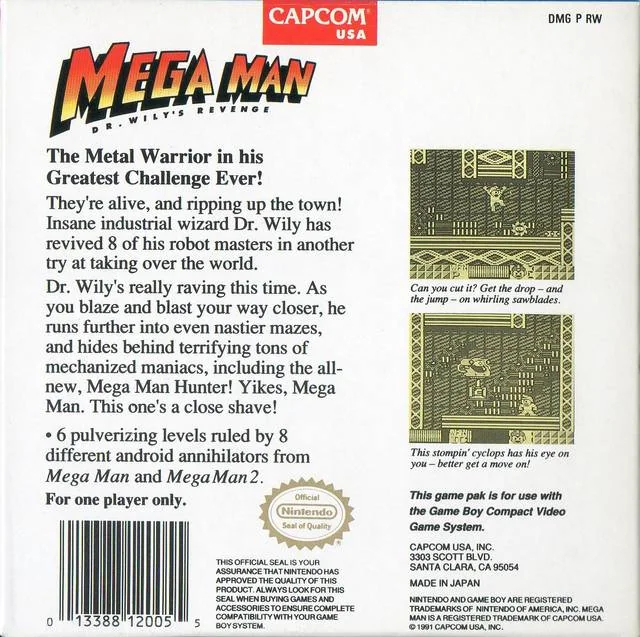 CAPCOM
USA
DMG P RW
MEGA MAN
DR. WILY'S REVENGE
The Metal Warrior in his
Greatest Challenge Ever!
They're alive, and ripping up the town!
Insane industrial wizard Dr. Wily has
revived 8 of his robot masters in another
try at taking over the world.
Dr. Wily's really raving this time. As
you blaze and blast your way closer, he
runs further into even nastier mazes,
and hides behind terrifying tons of
mechanized maniacs, including the all-
new, Mega Man Hunter! Yikes, Mega
Man. This one's a close shave!
• 6 pulverizing levels ruled by 8
different android annihilators from
Mega Man and Mega Man 2.
For one player only.
Can you cut it? Get the drop – and
the jump – on whirling sawblades.
This stompin' cyclops has his eye on
you – better get a move on!
Official
Nintendo
Seal of Quality
®
THIS OFFICIAL SEAL IS YOUR
ASSURANCE THAT NINTENDO HAS
APPROVED THE QUALITY OF THIS
PRODUCT. ALWAYS LOOK FOR THIS
SEAL WHEN BUYING GAMES AND
ACCESSORIES TO ENSURE COMPLETE
COMPATIBILITY WITH YOUR GAME
BOY SYSTEM.
0 13388 12005 5
This game pak is for use with
the Game Boy Compact Video
Game System.
CAPCOM USA, INC.
3303 SCOTT BLVD.
SANTA CLARA, CA 95054
MADE IN JAPAN
NINTENDO AND GAME BOY ARE REGISTERED
TRADEMARKS OF NINTENDO OF AMERICA, INC. MEGA
MAN IS A REGISTERED TRADEMARK OF CAPCOM USA.
© 1991 CAPCOM USA, INC.